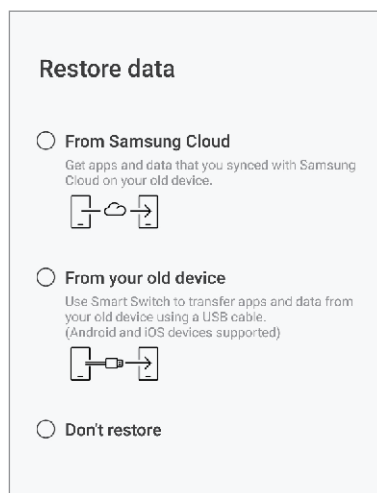 Restore data
From Samsung Cloud
Get apps and data that you synced with Samsung
Cloud on your old device.
From your old device
Use Smart Switch to transfer apps and data from
your old device using a USB cable.
(Android and iOS devices supported)
Don't restore